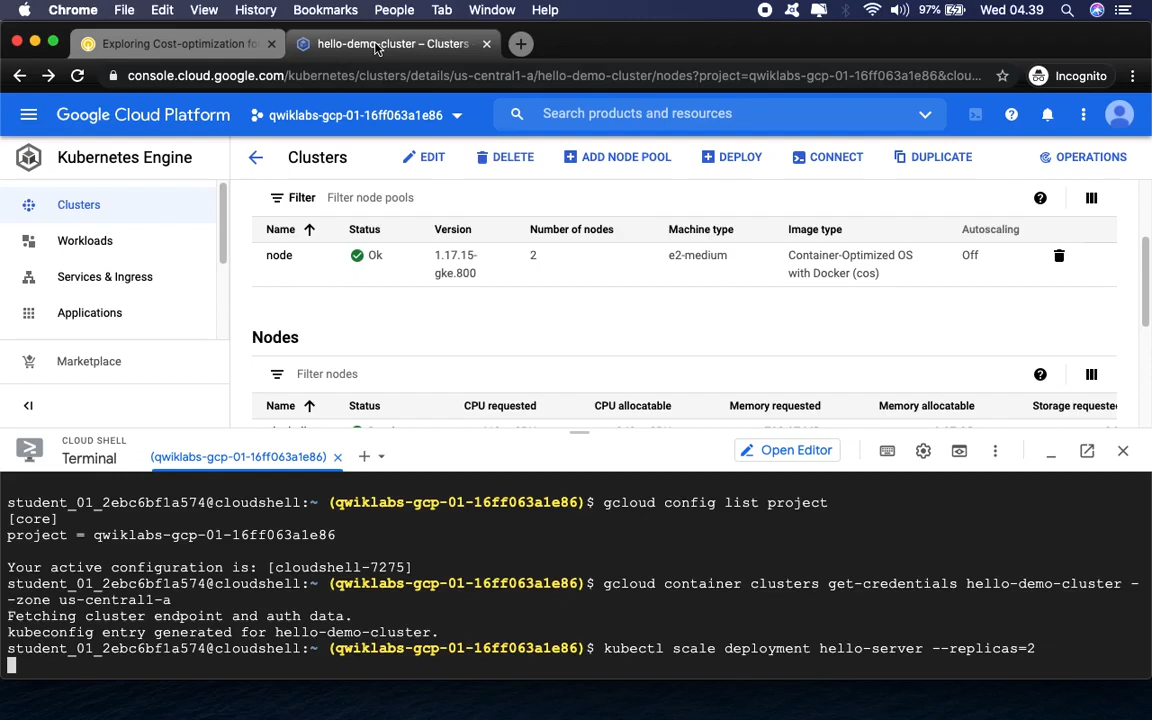 Chrome File Edit View History Bookmarks People Tab Window Help 97% Wed 04.39
Exploring Cost-optimization fo
hello-demo-cluster – Clusters
console.cloud.google.com/kubernetes/clusters/details/us-central1-a/hello-demo-cluster/nodes?project=qwiklabs-gcp-01-16ff063a1e86&clou... Incognito
Google Cloud Platform qwiklabs-gcp-01-16ff063a1e86 Search products and resources
Kubernetes Engine
Clusters EDIT DELETE ADD NODE POOL DEPLOY CONNECT DUPLICATE OPERATIONS
Clusters
Workloads
Services & Ingress
Applications
Marketplace
Filter Filter node pools
Name Status Version Number of nodes Machine type Image type Autoscaling
node Ok 1.17.15- 2 e2-medium Container-Optimized OS Off
gke.800 with Docker (cos)
Nodes
Filter nodes
Name Status CPU requested CPU allocatable Memory requested Memory allocatable Storage requeste
CLOUD SHELL
Terminal (qwiklabs-gcp-01-16ff063a1e86) Open Editor
student_01_2ebc6bf1a574@cloudshell:~ (qwiklabs-gcp-01-16ff063a1e86)$ gcloud config list project
[core]
project = qwiklabs-gcp-01-16ff063a1e86
Your active configuration is: [cloudshell-7275]
student_01_2ebc6bf1a574@cloudshell:~ (qwiklabs-gcp-01-16ff063a1e86)$ gcloud container clusters get-credentials hello-demo-cluster -
-zone us-central1-a
Fetching cluster endpoint and auth data.
kubeconfig entry generated for hello-demo-cluster.
student_01_2ebc6bf1a574@cloudshell:~ (qwiklabs-gcp-01-16ff063a1e86)$ kubectl scale deployment hello-server --replicas=2